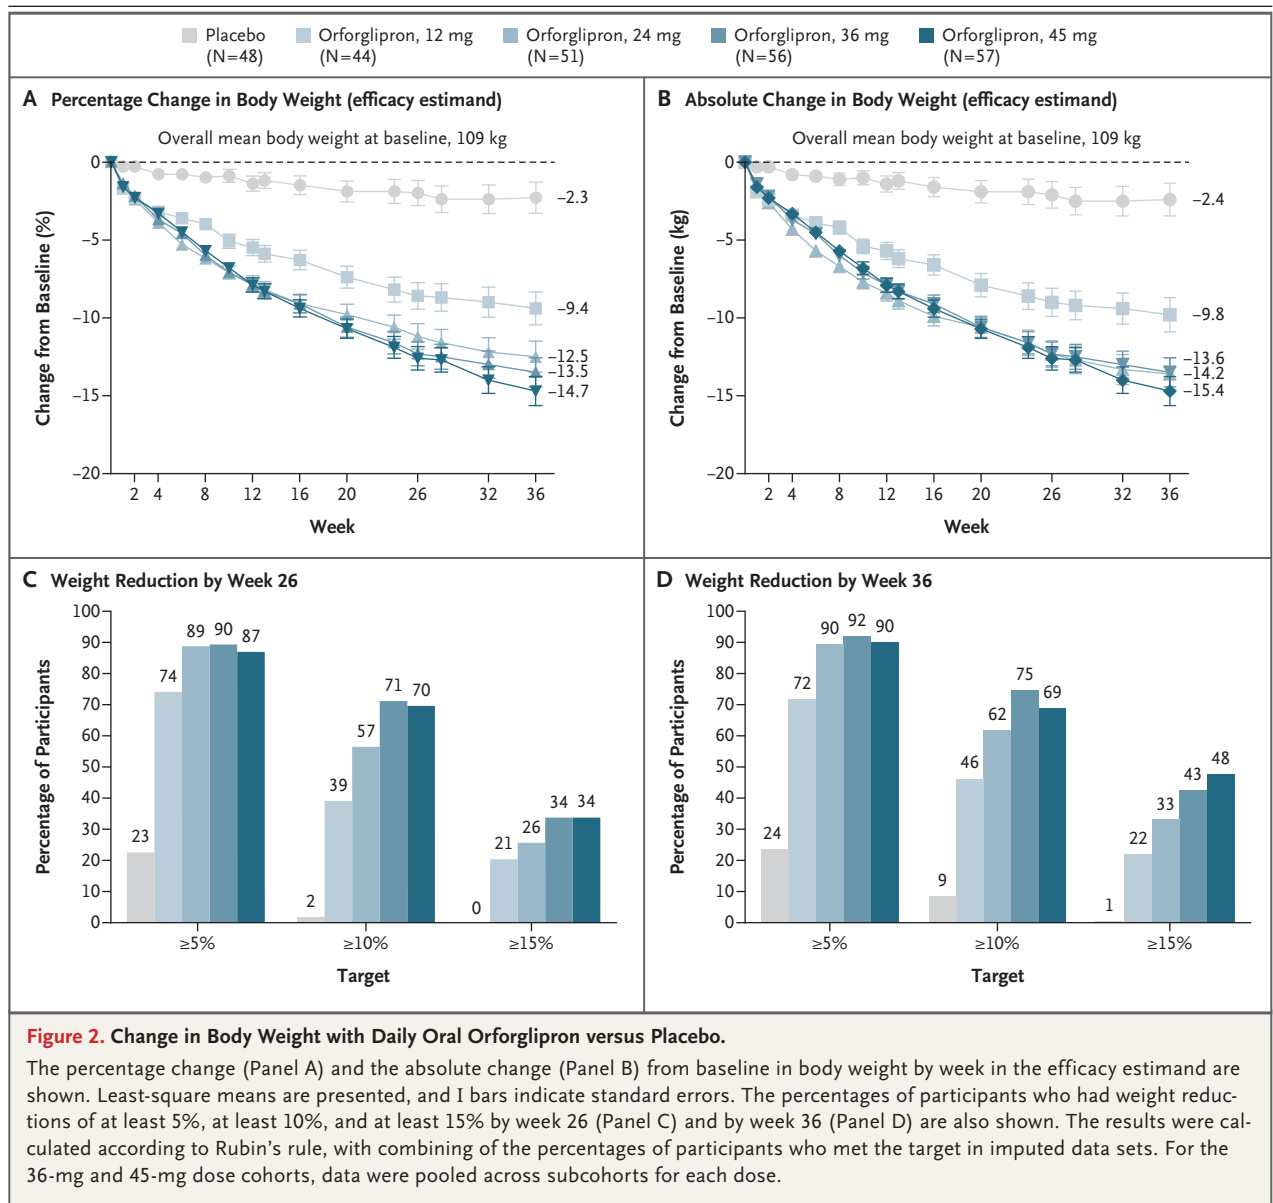 Placebo (N=48)
Orforglipron, 12 mg (N=44)
Orforglipron, 24 mg (N=51)
Orforglipron, 36 mg (N=56)
Orforglipron, 45 mg (N=57)
A Percentage Change in Body Weight (efficacy estimand)
Overall mean body weight at baseline, 109 kg
Change from Baseline (%)
0
−5
−10
−15
−20
−2.3
−9.4
−12.5
−13.5
−14.7
2 4 8 12 16 20 26 32 36
Week
B Absolute Change in Body Weight (efficacy estimand)
Overall mean body weight at baseline, 109 kg
Change from Baseline (kg)
0
−5
−10
−15
−20
−2.4
−9.8
−13.6
−14.2
−15.4
2 4 8 12 16 20 26 32 36
Week
C Weight Reduction by Week 26
Percentage of Participants
100
90
80
70
60
50
40
30
20
10
0
23 74 89 90 87
2 39 57 71 70
0 21 26 34 34
≥5% ≥10% ≥15%
Target
D Weight Reduction by Week 36
Percentage of Participants
100
90
80
70
60
50
40
30
20
10
0
24 72 90 92 90
9 46 62 75 69
1 22 33 43 48
≥5% ≥10% ≥15%
Target
Figure 2. Change in Body Weight with Daily Oral Orforglipron versus Placebo.
The percentage change (Panel A) and the absolute change (Panel B) from baseline in body weight by week in the efficacy estimand are
shown. Least-square means are presented, and I bars indicate standard errors. The percentages of participants who had weight reduc-
tions of at least 5%, at least 10%, and at least 15% by week 26 (Panel C) and by week 36 (Panel D) are also shown. The results were cal-
culated according to Rubin's rule, with combining of the percentages of participants who met the target in imputed data sets. For the
36-mg and 45-mg dose cohorts, data were pooled across subcohorts for each dose.